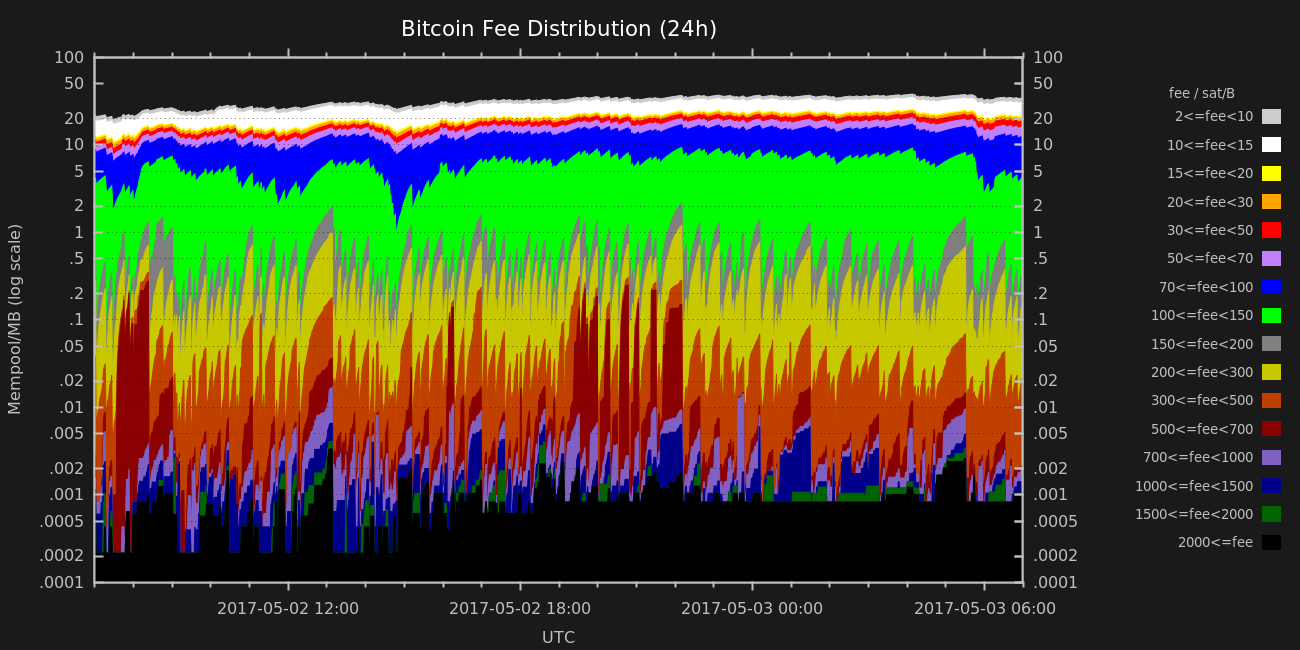 Bitcoin Fee Distribution (24h)
Mempool/MB (log scale)
100
50
20
10
5
2
1
.5
.2
.1
.05
.02
.01
.005
.002
.001
.0005
.0002
.0001
100
50
20
10
5
2
1
.5
.2
.1
.05
.02
.01
.005
.002
.001
.0005
.0002
.0001
2017-05-02 12:00
2017-05-02 18:00
2017-05-03 00:00
2017-05-03 06:00
UTC
fee / sat/B
2<=fee<10
10<=fee<15
15<=fee<20
20<=fee<30
30<=fee<50
50<=fee<70
70<=fee<100
100<=fee<150
150<=fee<200
200<=fee<300
300<=fee<500
500<=fee<700
700<=fee<1000
1000<=fee<1500
1500<=fee<2000
2000<=fee